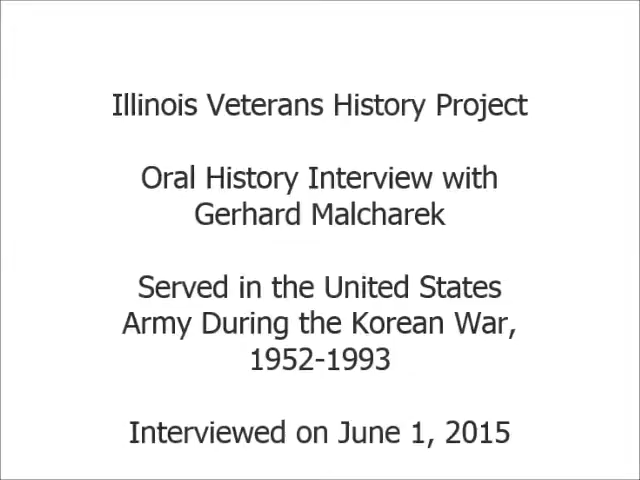 Illinois Veterans History Project
Oral History Interview with
Gerhard Malcharek
Served in the United States
Army During the Korean War,
1952-1993
Interviewed on June 1, 2015